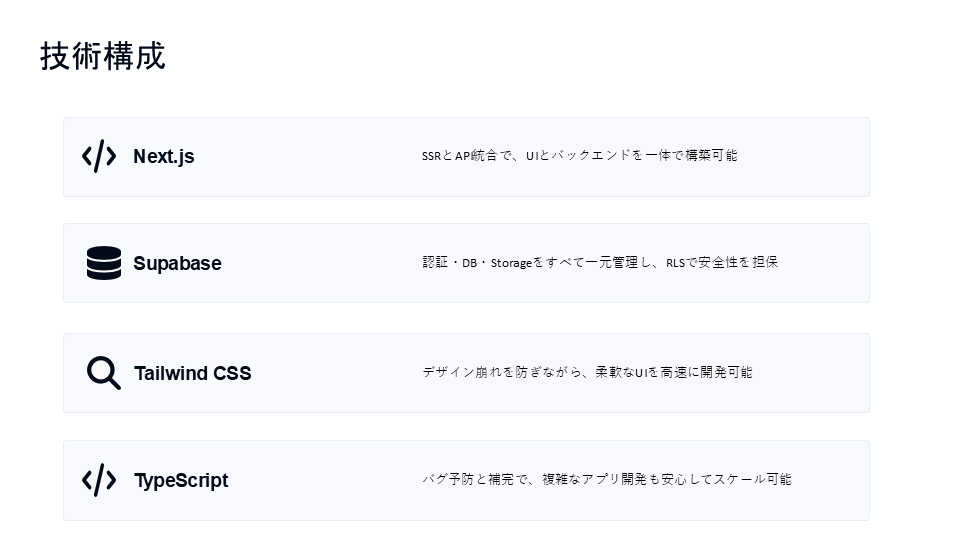 技術構成
Next.js
SSRとAPI統合で、UIとバックエンドを一体で構築可能
Supabase
認証・DB・Storageをすべて一元管理し、RLSで安全性を担保
Tailwind CSS
デザイン崩れを防ぎながら、柔軟なUIを高速に開発可能
TypeScript
バグ予防と補完で、複雑なアプリ開発も安心してスケール可能